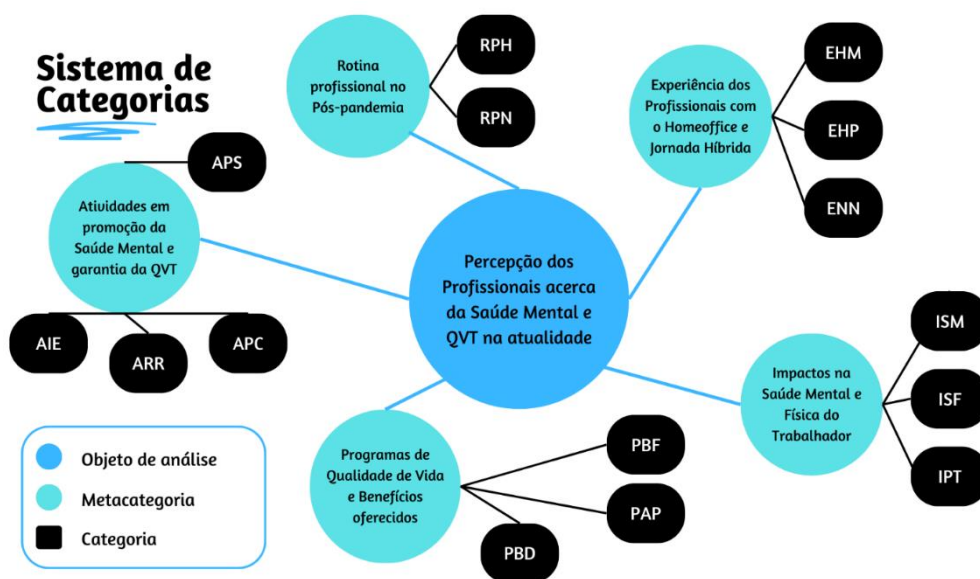 Sistema de
Categorias
Rotina
profissional no
Pós-pandemia
RPH
RPN
Experiência dos
Profissionais com
o Homeoffice e
Jornada Híbrida
EHM
EHP
ENN
APS
Atividades em
promoção da
Saúde Mental e
garantia da QVT
AIE
ARR
APC
Percepção dos
Profissionais acerca
da Saúde Mental e
QVT na atualidade
Impactos na
Saúde Mental e
Física do
Trabalhador
ISM
ISF
IPT
Programas de
Qualidade de Vida
e Benefícios
oferecidos
PBF
PAP
PBD
Objeto de análise
Metacategoria
Categoria